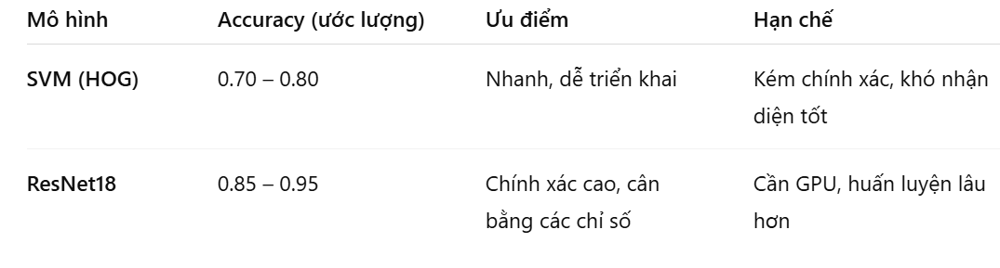 Mô hình Accuracy (ước lượng) Ưu điểm Hạn chế
SVM (HOG) 0.70 – 0.80 Nhanh, dễ triển khai Kém chính xác, khó nhận
diện tốt
ResNet18 0.85 – 0.95 Chính xác cao, cân Cần GPU, huấn luyện lâu
bằng các chỉ số hơn